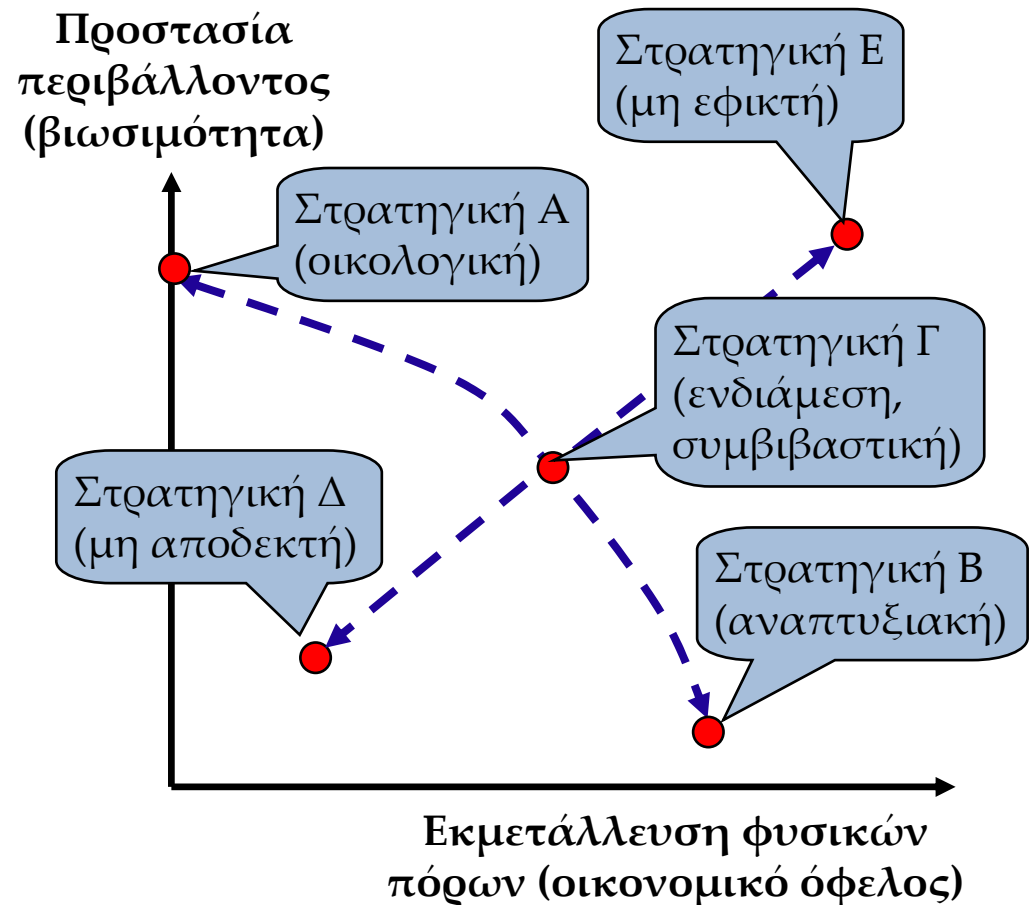 Προστασία
περιβάλλοντος
(βιωσιμότητα)
Στρατηγική Ε
(μη εφικτή)
Στρατηγική Α
(οικολογική)
Στρατηγική Γ
(ενδιάμεση,
συμβιβαστική)
Στρατηγική Δ
(μη αποδεκτή)
Στρατηγική Β
(αναπτυξιακή)
Εκμετάλλευση φυσικών
πόρων (οικονομικό όφελος)